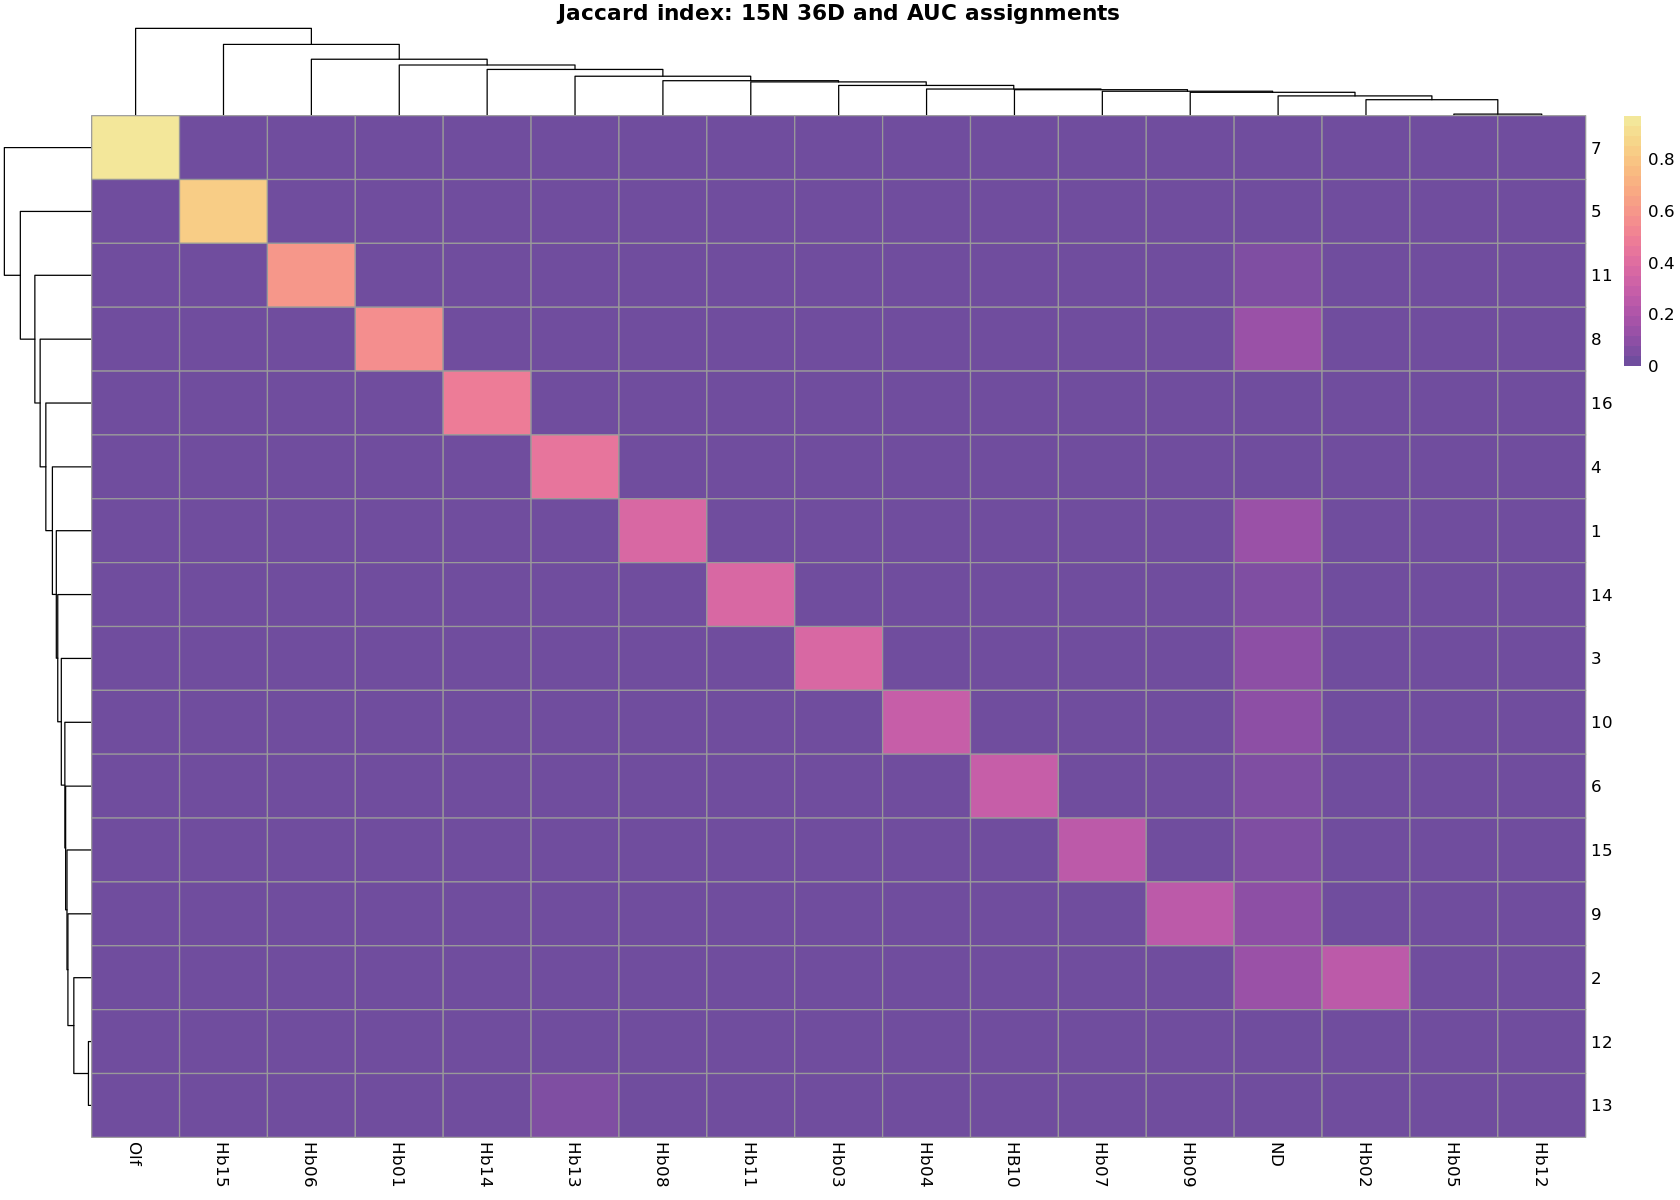 Jaccard index: 15N 36D and AUC assignments
7
5
11
8
16
4
1
14
3
10
6
15
9
2
12
13
0.8
0.6
0.4
0.2
0
Olf
Hb15
Hb06
Hb01
Hb14
Hb13
Hb08
Hb11
Hb03
Hb04
HB10
Hb07
Hb09
ND
Hb02
Hb05
Hb12